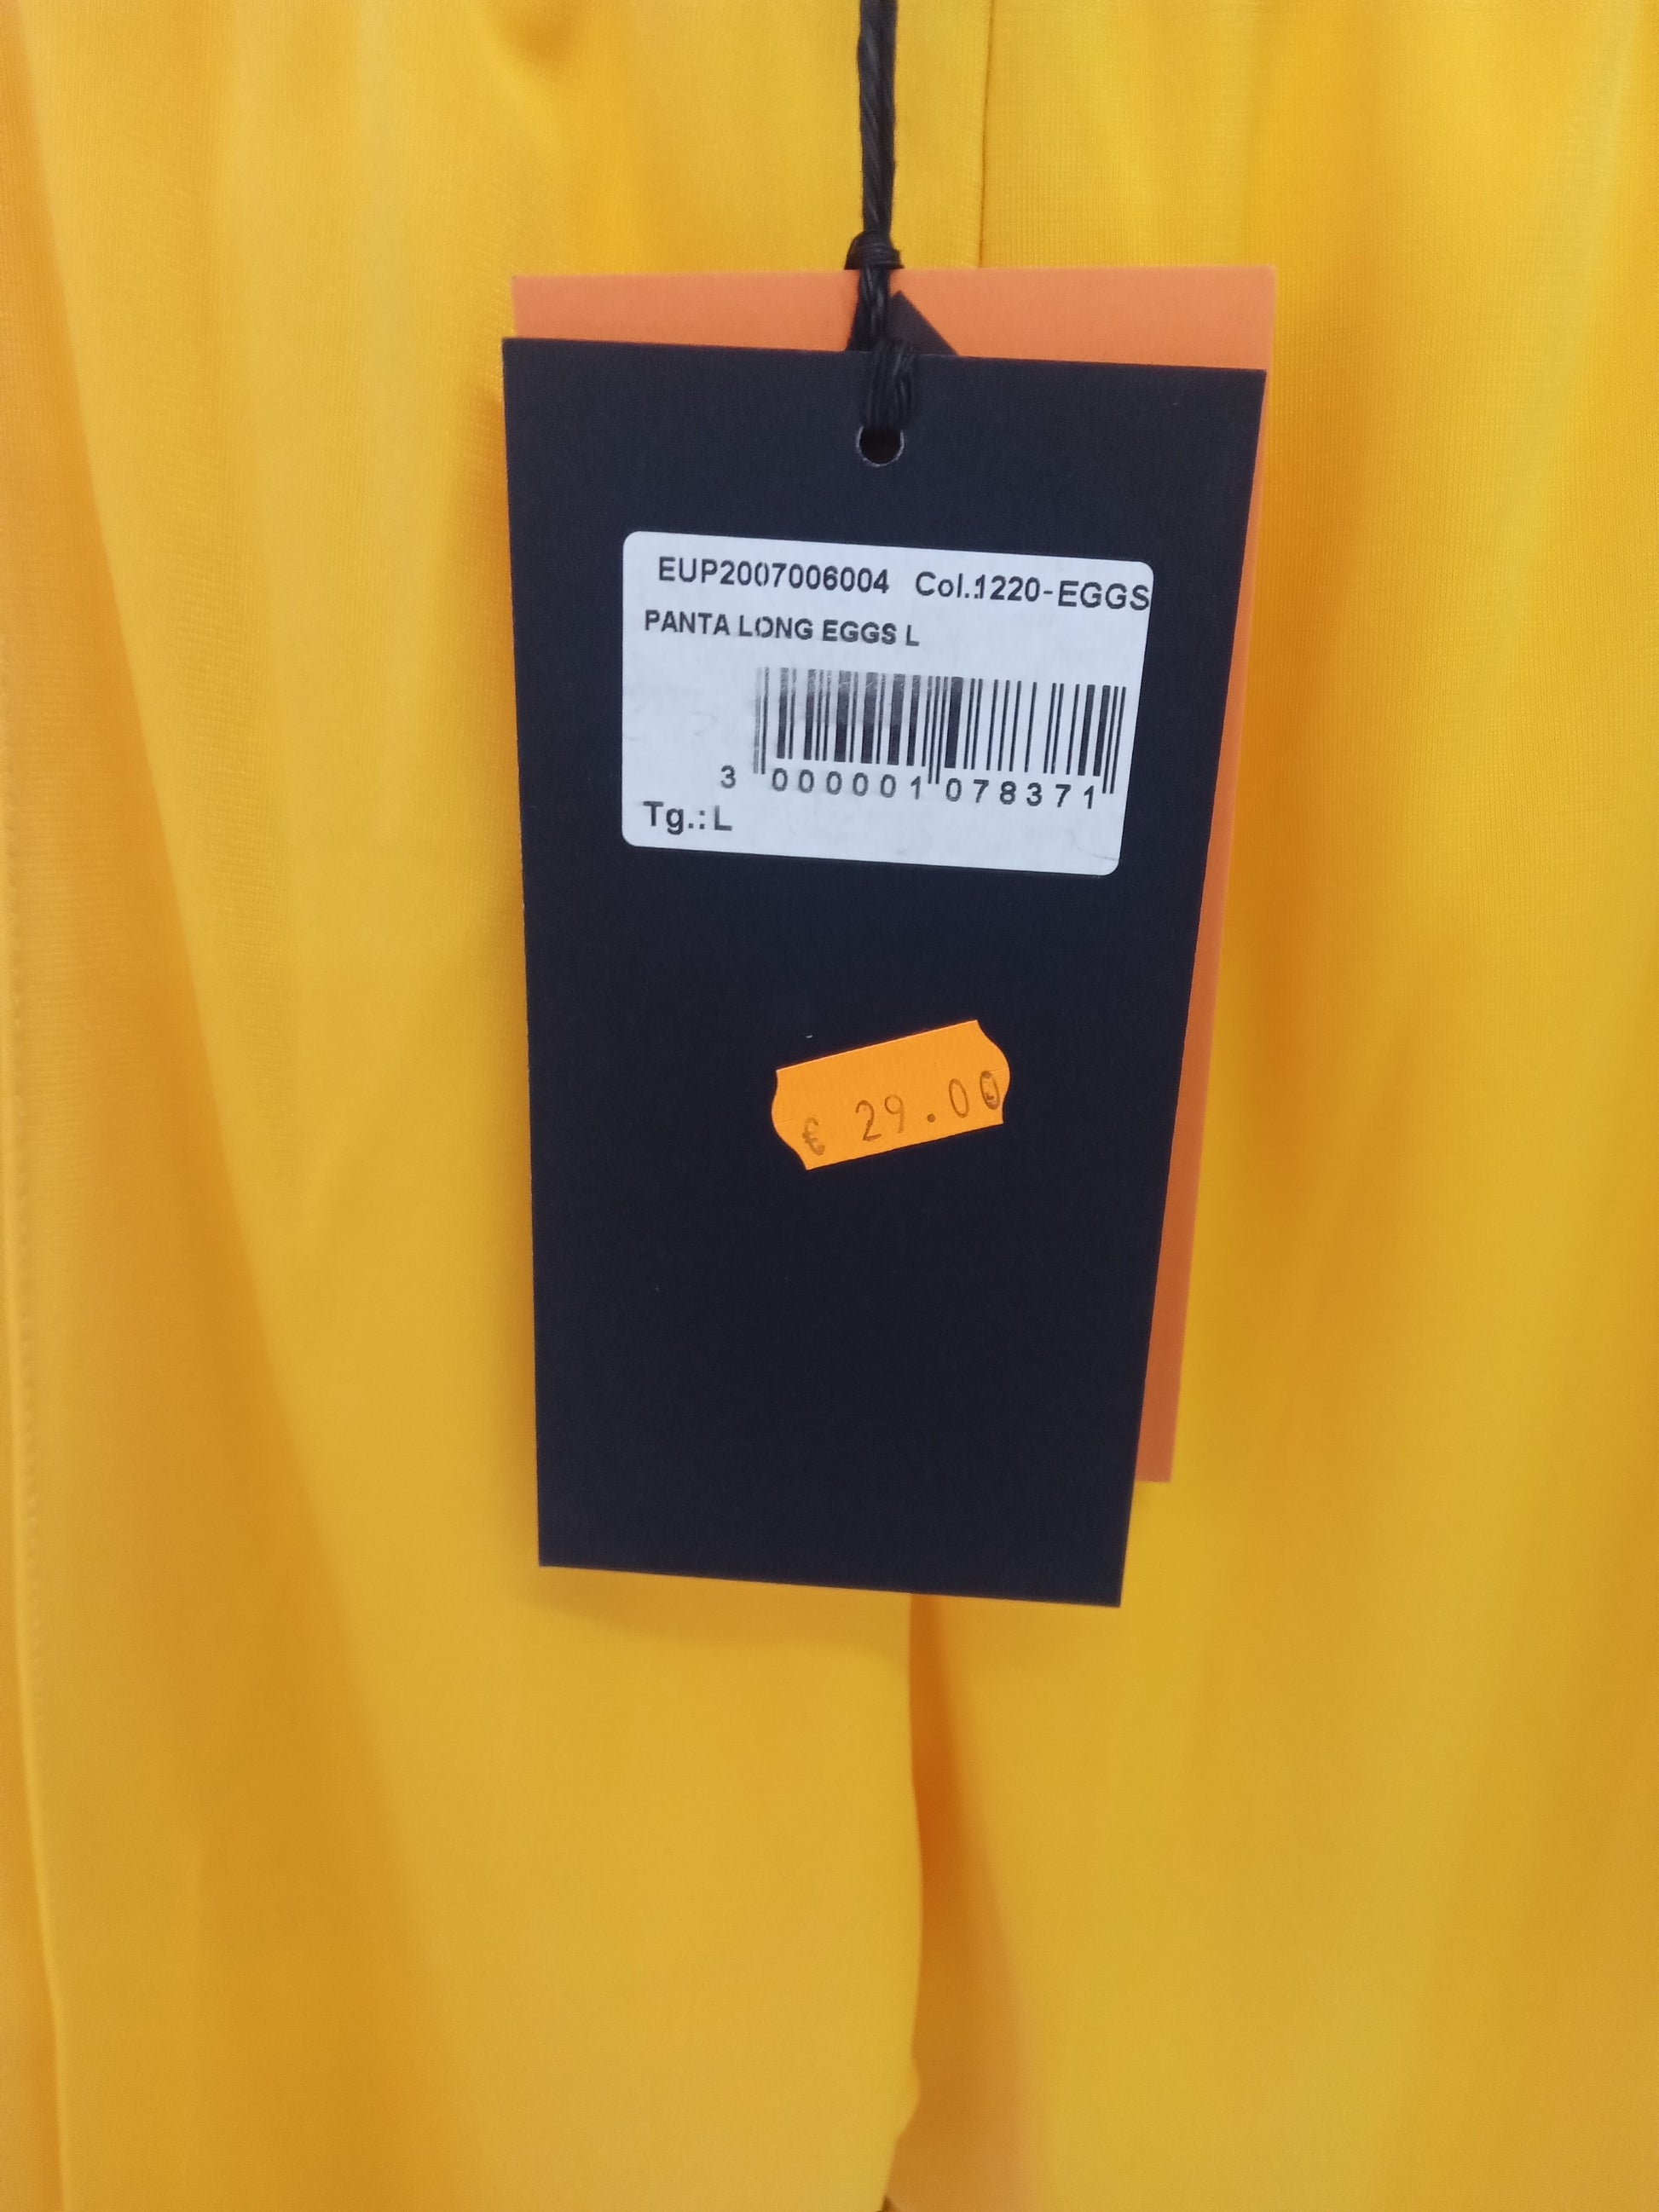 EUP2007006004 Col.:1220-EGGS
PANTA LONG EGGS L
3 000001 078371
Tg.: L
€ 29.00